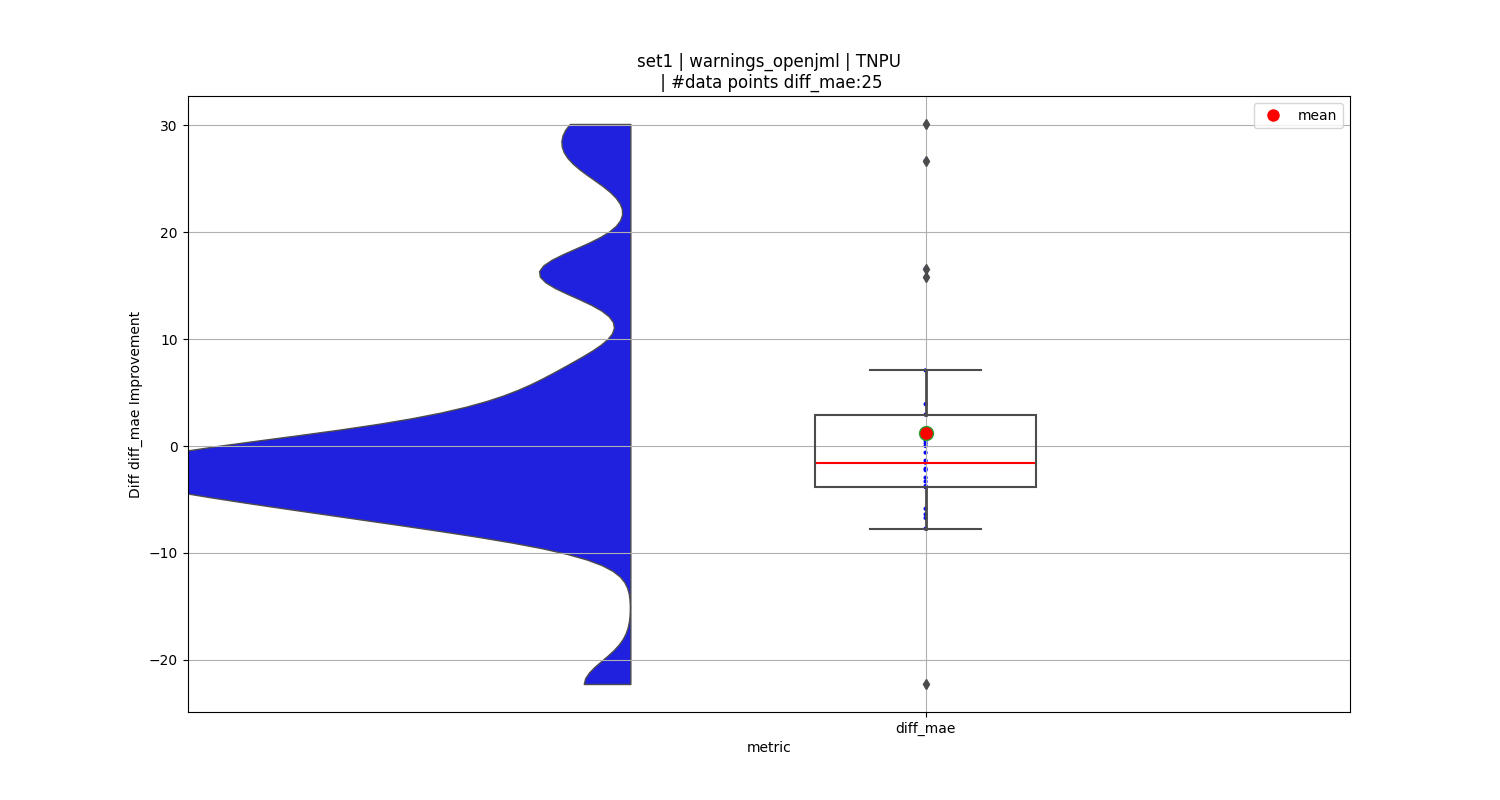 set1 | warnings_openjml | TNPU
| #data points diff_mae:25
mean
30
20
10
0
−10
−20
Diff diff_mae Improvement
diff_mae
metric